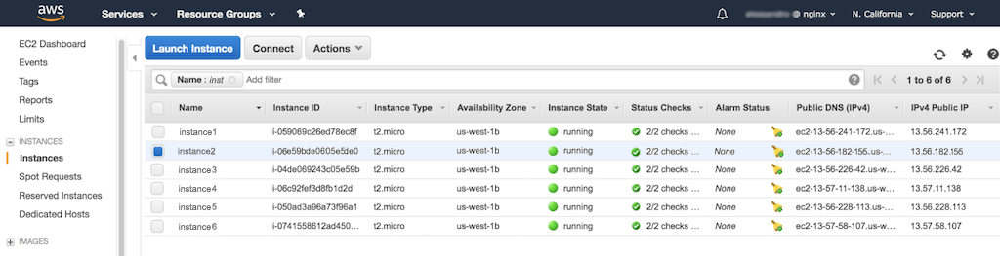 aws Services Resource Groups @ nginx N. California Support
EC2 Dashboard
Events
Tags
Reports
Limits
INSTANCES
Instances
Spot Requests
Reserved Instances
Dedicated Hosts
IMAGES
Launch Instance Connect Actions
Name : inst Add filter 1 to 6 of 6
Name Instance ID Instance Type Availability Zone Instance State Status Checks Alarm Status Public DNS (IPv4) IPv4 Public IP
instance1 i-059069c26ed78ec8f t2.micro us-west-1b running 2/2 checks ... None ec2-13-56-241-172.us-... 13.56.241.172
instance2 i-06e59bde0605e5de0 t2.micro us-west-1b running 2/2 checks ... None ec2-13-56-182-155.us-... 13.56.182.155
instance3 i-04de069243c05e59b t2.micro us-west-1b running 2/2 checks ... None ec2-13-56-226-42.us-w... 13.56.226.42
instance4 i-06c92fef3d8fb1d2d t2.micro us-west-1b running 2/2 checks ... None ec2-13-57-11-138.us-w... 13.57.11.138
instance5 i-050ad3a96a73f96a1 t2.micro us-west-1b running 2/2 checks ... None ec2-13-56-228-113.us-... 13.56.228.113
instance6 i-0741558612ad450... t2.micro us-west-1b running 2/2 checks ... None ec2-13-57-58-107.us-w... 13.57.58.107